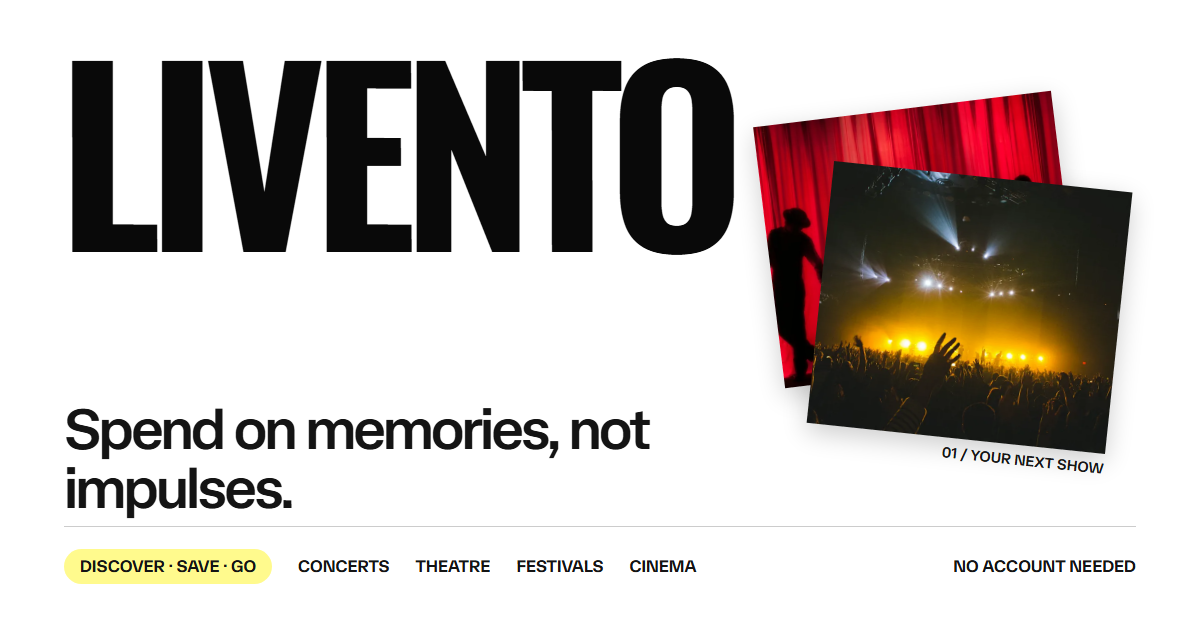 LIVENTO
01 / YOUR NEXT SHOW
Spend on memories, not
impulses.
DISCOVER · SAVE · GO CONCERTS THEATRE FESTIVALS CINEMA NO ACCOUNT NEEDED